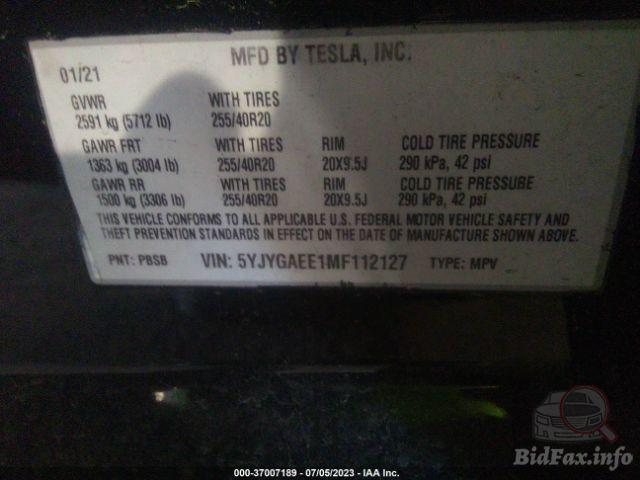 MFD BY TESLA, INC.
01/21
GVWR WITH TIRES
2591 kg (5712 lb) 255/40R20
GAWR FRT WITH TIRES RIM COLD TIRE PRESSURE
1363 kg (3004 lb) 255/40R20 20X9.5J 290 kPa, 42 psi
GAWR RR WITH TIRES RIM COLD TIRE PRESSURE
1500 kg (3306 lb) 255/40R20 20X9.5J 290 kPa, 42 psi
THIS VEHICLE CONFORMS TO ALL APPLICABLE U.S. FEDERAL MOTOR VEHICLE SAFETY AND
THEFT PREVENTION STANDARDS IN EFFECT ON THE DATE OF MANUFACTURE SHOWN ABOVE.
PNT: PBSB VIN: 5YJYGAEE1MF112127 TYPE: MPV
BidFax.info
000-37007189 - 07/05/2023 - IAA Inc.